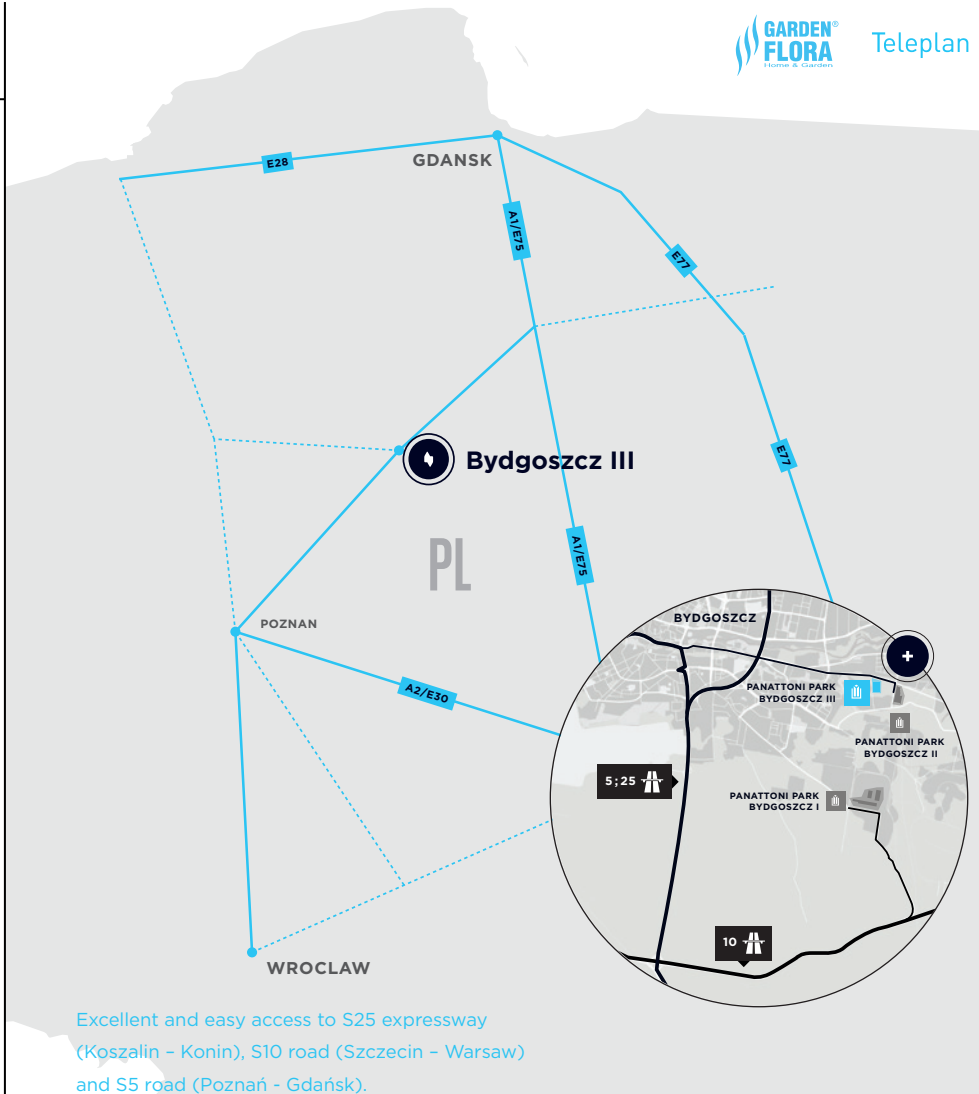 GARDEN®
FLORA
Home & Garden
Teleplan
E28
GDANSK
A1/E75
E77
Bydgoszcz III
E77
PL
A1/E75
POZNAN
A2/E30
BYDGOSZCZ
PANATTONI PARK
BYDGOSZCZ III
PANATTONI PARK
BYDGOSZCZ II
5;25
PANATTONI PARK
BYDGOSZCZ I
10
WROCLAW
Excellent and easy access to S25 expressway
(Koszalin – Konin), S10 road (Szczecin – Warsaw)
and S5 road (Poznań - Gdańsk).